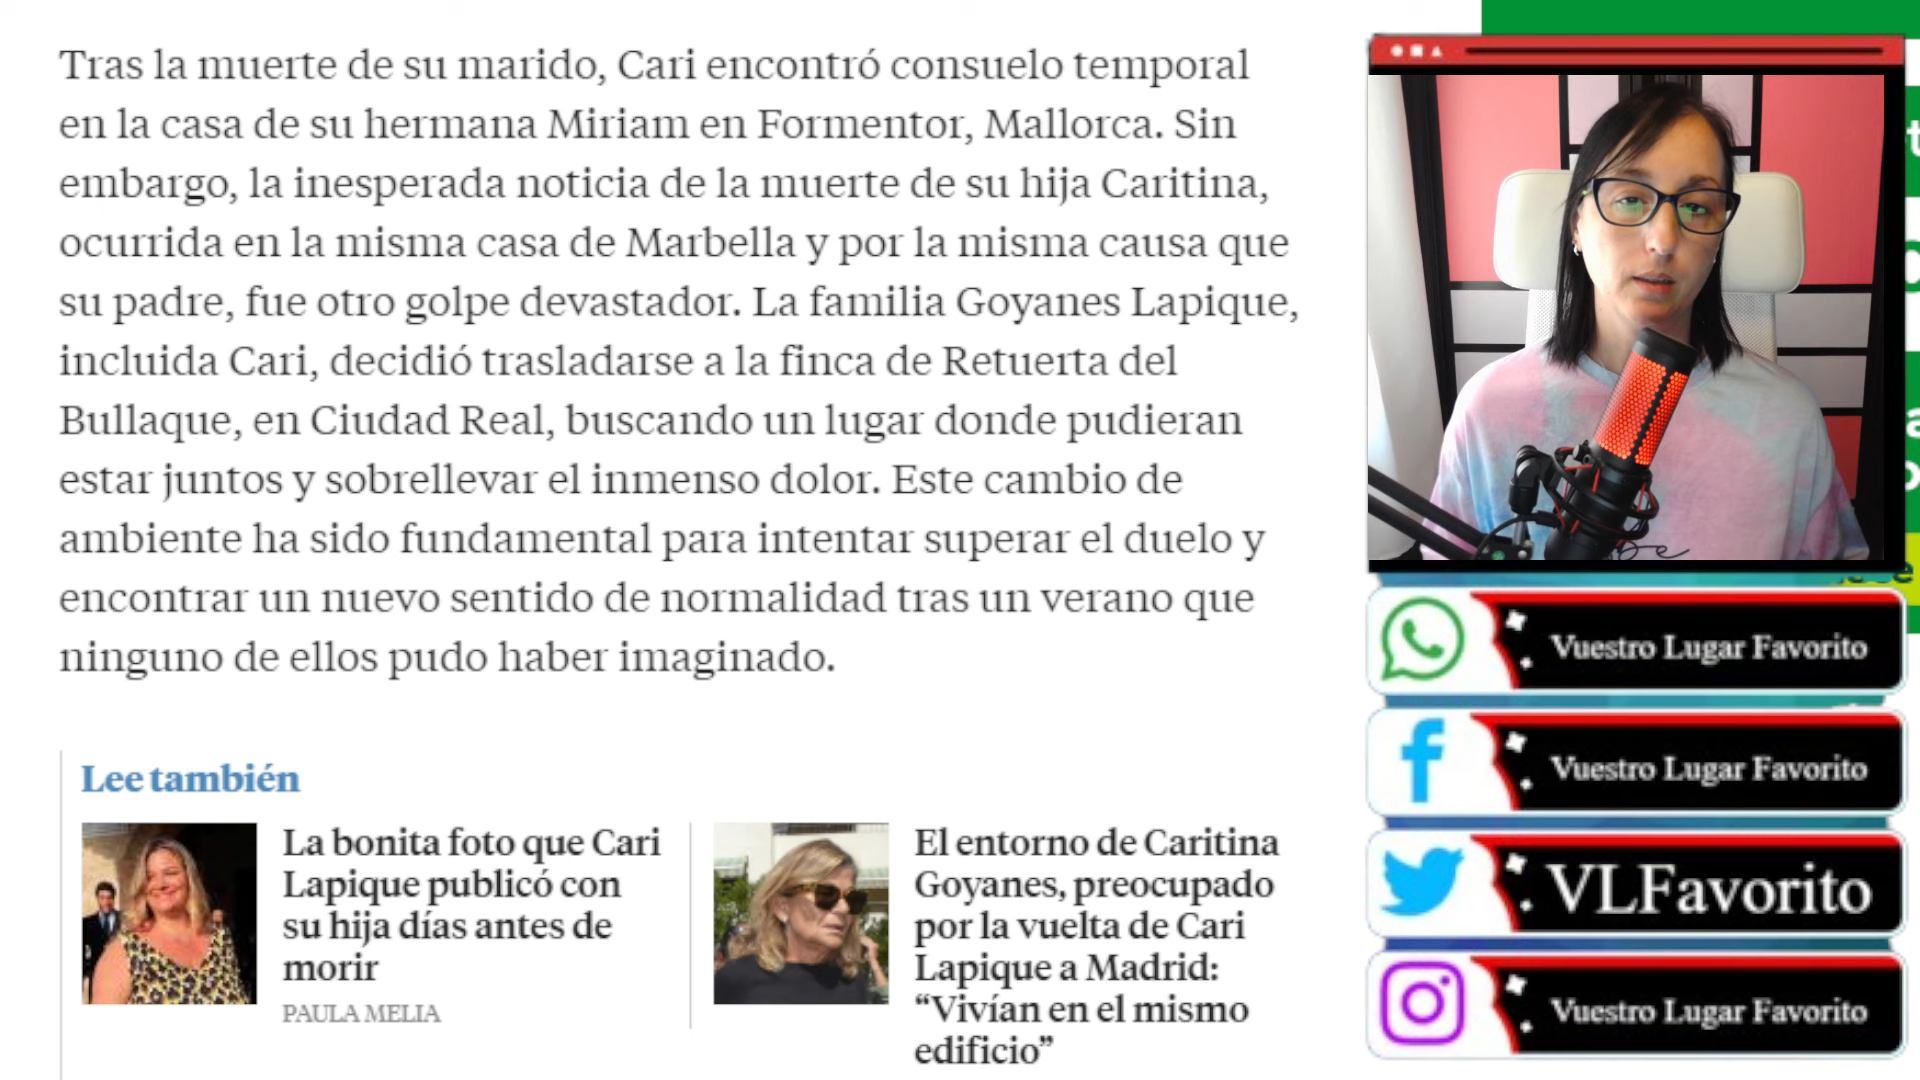 Tras la muerte de su marido, Cari encontró consuelo temporal
en la casa de su hermana Miriam en Formentor, Mallorca. Sin
embargo, la inesperada noticia de la muerte de su hija Caritina,
ocurrida en la misma casa de Marbella y por la misma causa que
su padre, fue otro golpe devastador. La familia Goyanes Lapique,
incluida Cari, decidió trasladarse a la finca de Retuerta del
Bullaque, en Ciudad Real, buscando un lugar donde pudieran
estar juntos y sobrellevar el inmenso dolor. Este cambio de
ambiente ha sido fundamental para intentar superar el duelo y
encontrar un nuevo sentido de normalidad tras un verano que
ninguno de ellos pudo haber imaginado.
Lee también
La bonita foto que Cari
Lapique publicó con
su hija días antes de
morir
PAULA MELIA
El entorno de Caritina
Goyanes, preocupado
por la vuelta de Cari
Lapique a Madrid:
“Vivían en el mismo
edificio”
Vuestro Lugar Favorito
Vuestro Lugar Favorito
VLFavorito
Vuestro Lugar Favorito